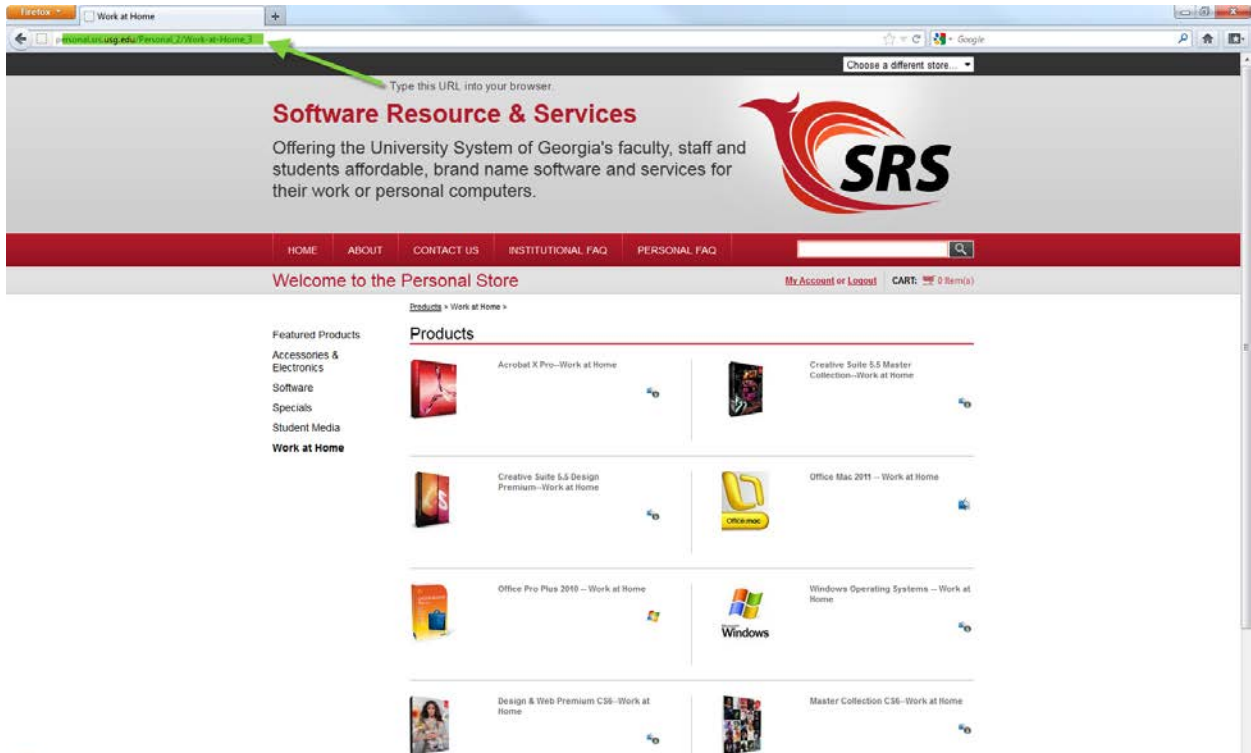 Firefox
Work at Home
personal.src.usg.edu/Personal_2/Work-at-Home_3
Google
Choose a different store...
Type this URL into your browser.
Software Resource & Services
Offering the University System of Georgia's faculty, staff and
students affordable, brand name software and services for
their work or personal computers.
SRS
HOME ABOUT CONTACT US INSTITUTIONAL FAQ PERSONAL FAQ
Welcome to the Personal Store
My Account or Logout CART: 0 Item(s)
Products > Work at Home >
Featured Products
Accessories &
Electronics
Software
Specials
Student Media
Work at Home
Products
Acrobat X Pro--Work at Home
Creative Suite 5.5 Master
Collection--Work at Home
Creative Suite 5.5 Design
Premium--Work at Home
Office Mac 2011 -- Work at Home
Office:mac
Office Pro Plus 2010 -- Work at Home
Windows Operating Systems -- Work at
Home
Windows
Design & Web Premium CS6--Work at
Home
Master Collection CS6--Work at Home